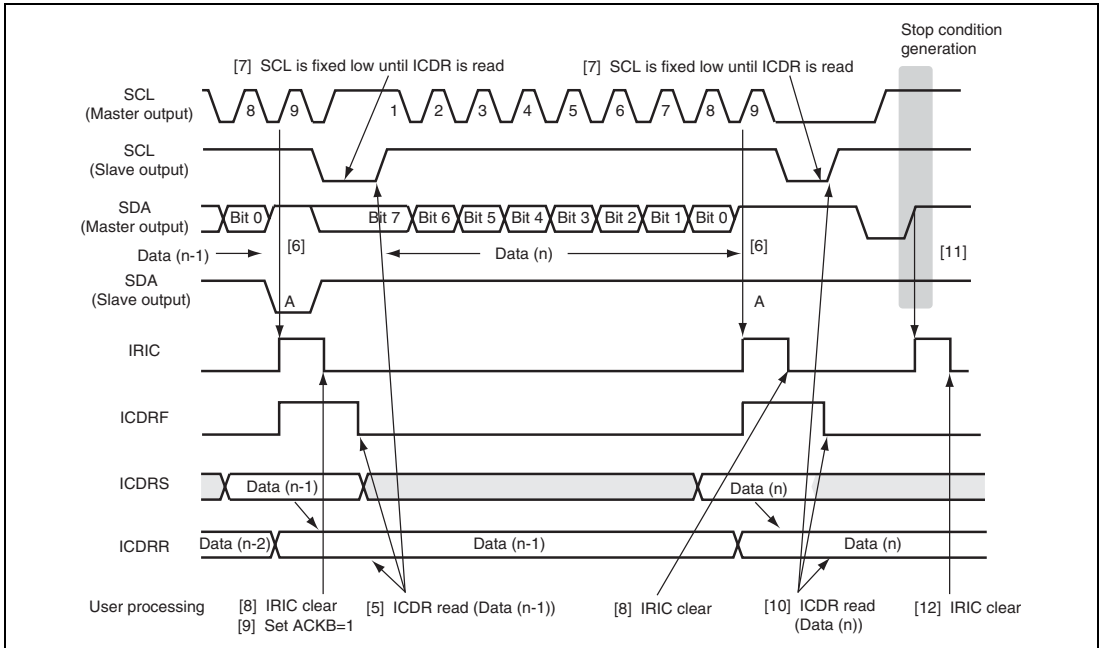 Stop condition
generation
[7] SCL is fixed low until ICDR is read
[7] SCL is fixed low until ICDR is read
SCL
(Master output)
8 9 1 2 3 4 5 6 7 8 9
SCL
(Slave output)
SDA
(Master output)
Bit 0 Bit 7 Bit 6 Bit 5 Bit 4 Bit 3 Bit 2 Bit 1 Bit 0
Data (n-1) [6] Data (n) [6] [11]
SDA
(Slave output)
A A
IRIC
ICDRF
ICDRS Data (n-1) Data (n)
ICDRR Data (n-2) Data (n-1) Data (n)
User processing [8] IRIC clear [5] ICDR read (Data (n-1)) [8] IRIC clear [10] ICDR read [12] IRIC clear
[9] Set ACKB=1 (Data (n))